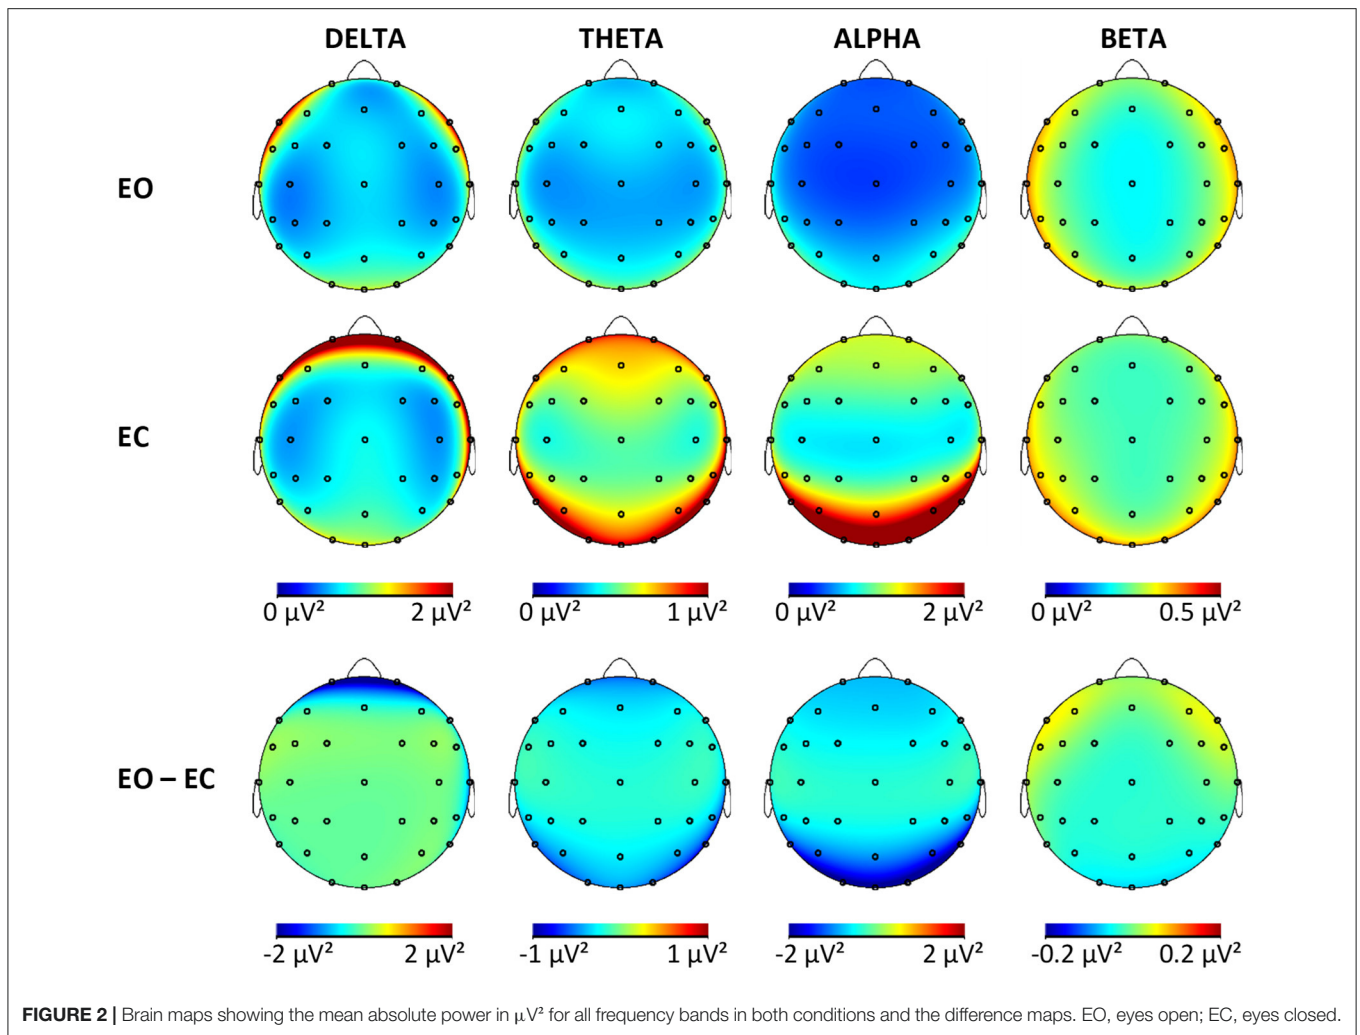 DELTA THETA ALPHA BETA
EO
EC
0 μV² 2 μV² 0 μV² 1 μV² 0 μV² 2 μV² 0 μV² 0.5 μV²
EO – EC
-2 μV² 2 μV² -1 μV² 1 μV² -2 μV² 2 μV² -0.2 μV² 0.2 μV²
FIGURE 2 | Brain maps showing the mean absolute power in μV² for all frequency bands in both conditions and the difference maps. EO, eyes open; EC, eyes closed.